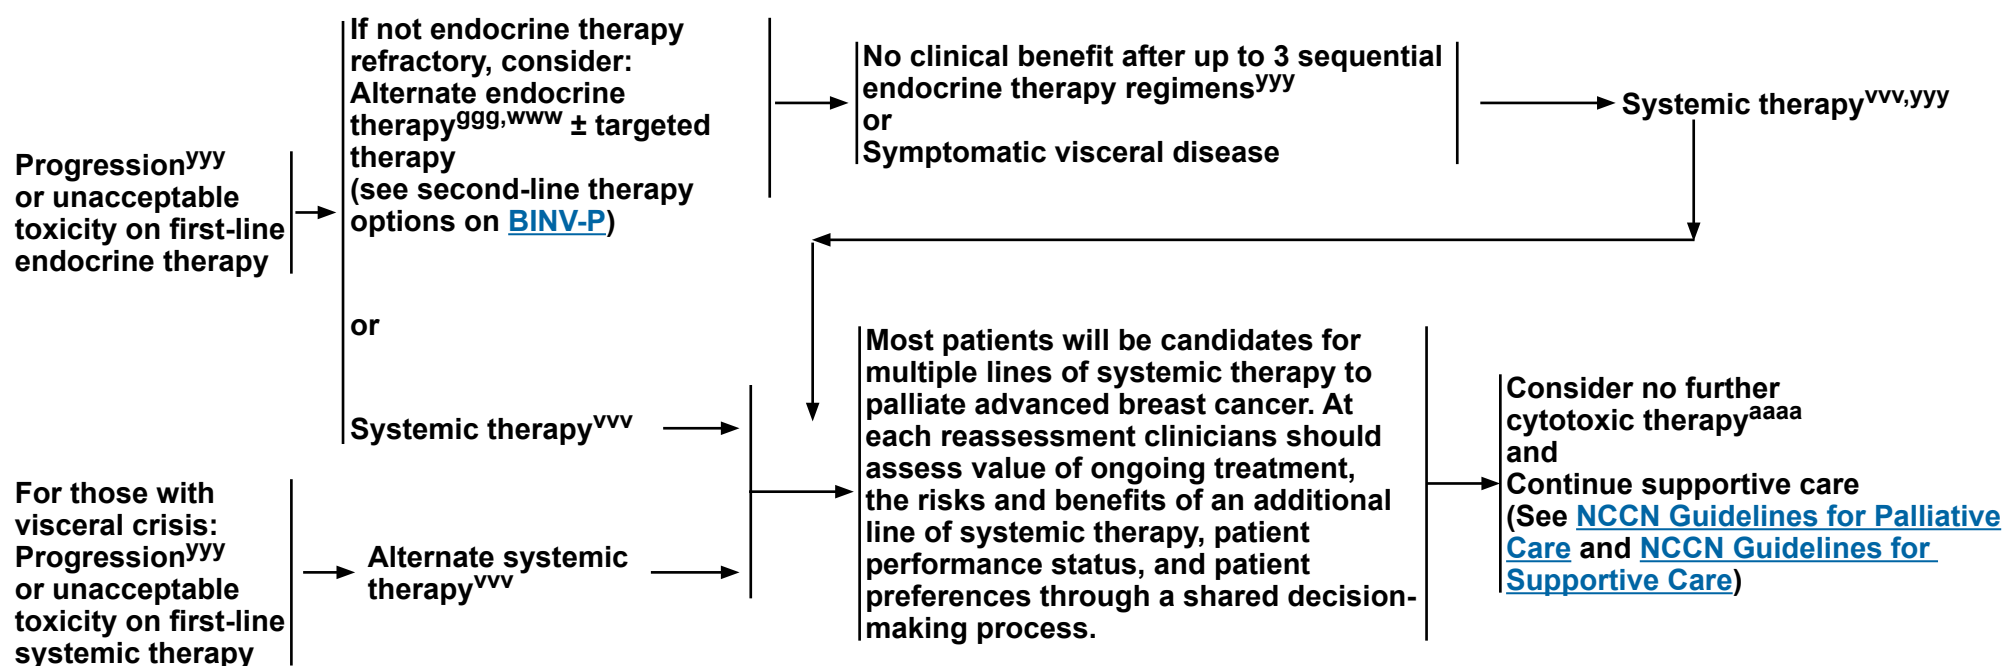 Progressionyyy
or unacceptable
toxicity on first-line
endocrine therapy
If not endocrine therapy
refractory, consider:
Alternate endocrine
therapyggg,www ± targeted
therapy
(see second-line therapy
options on BINV-P)
or
Systemic therapyvvv
No clinical benefit after up to 3 sequential
endocrine therapy regimensyyy
or
Symptomatic visceral disease
Systemic therapyvvv,yyy
For those with
visceral crisis:
Progressionyyy
or unacceptable
toxicity on first-line
systemic therapy
Alternate systemic
therapyvvv
Most patients will be candidates for
multiple lines of systemic therapy to
palliate advanced breast cancer. At
each reassessment clinicians should
assess value of ongoing treatment,
the risks and benefits of an additional
line of systemic therapy, patient
performance status, and patient
preferences through a shared decision-
making process.
Consider no further
cytotoxic therapyaaaa
and
Continue supportive care
(See NCCN Guidelines for Palliative
Care and NCCN Guidelines for
Supportive Care)